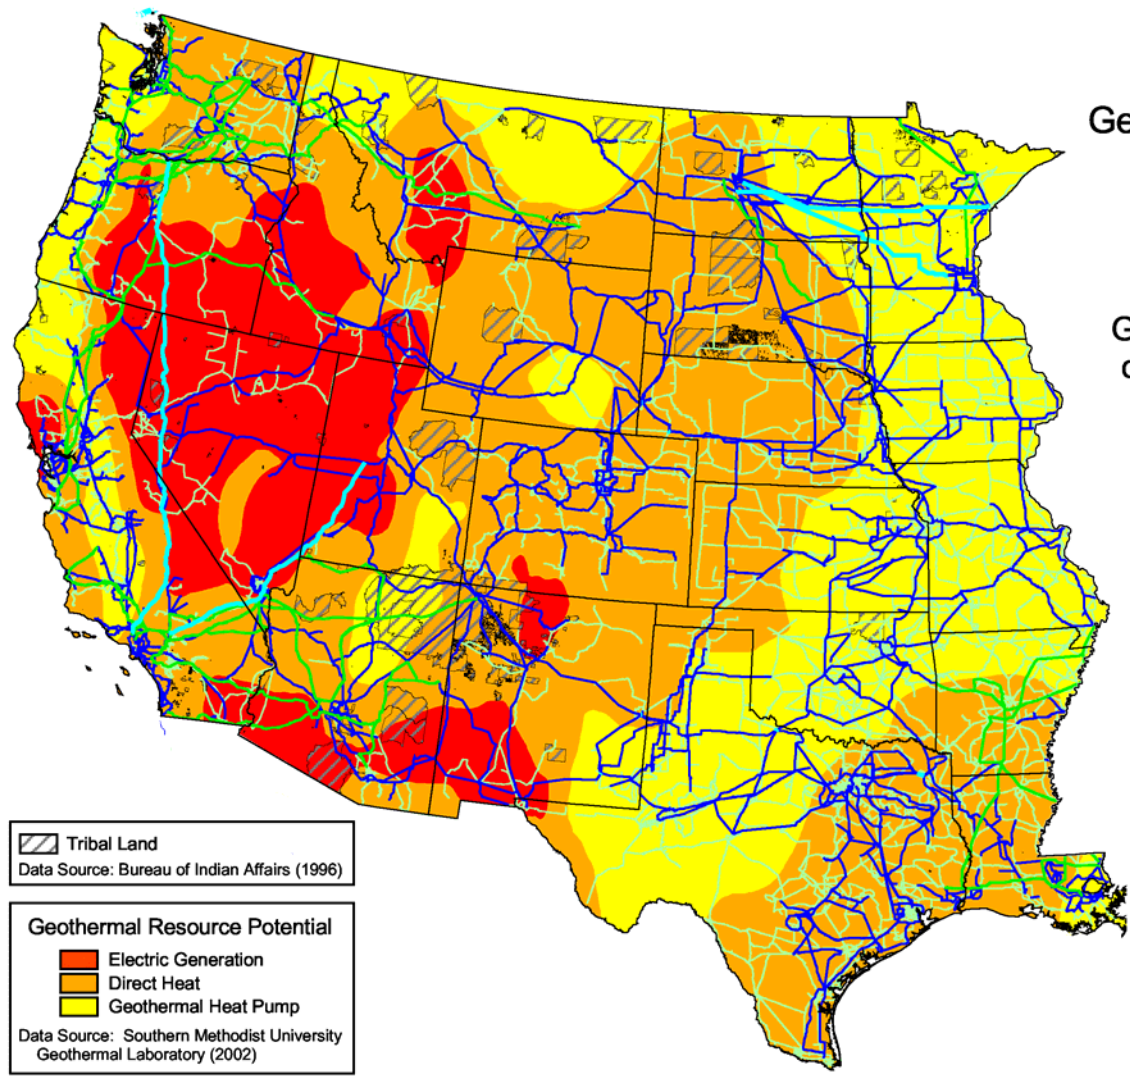 Ge
G
Tribal Land
Data Source: Bureau of Indian Affairs (1996)
Geothermal Resource Potential
Electric Generation
Direct Heat
Geothermal Heat Pump
Data Source: Southern Methodist University
Geothermal Laboratory (2002)